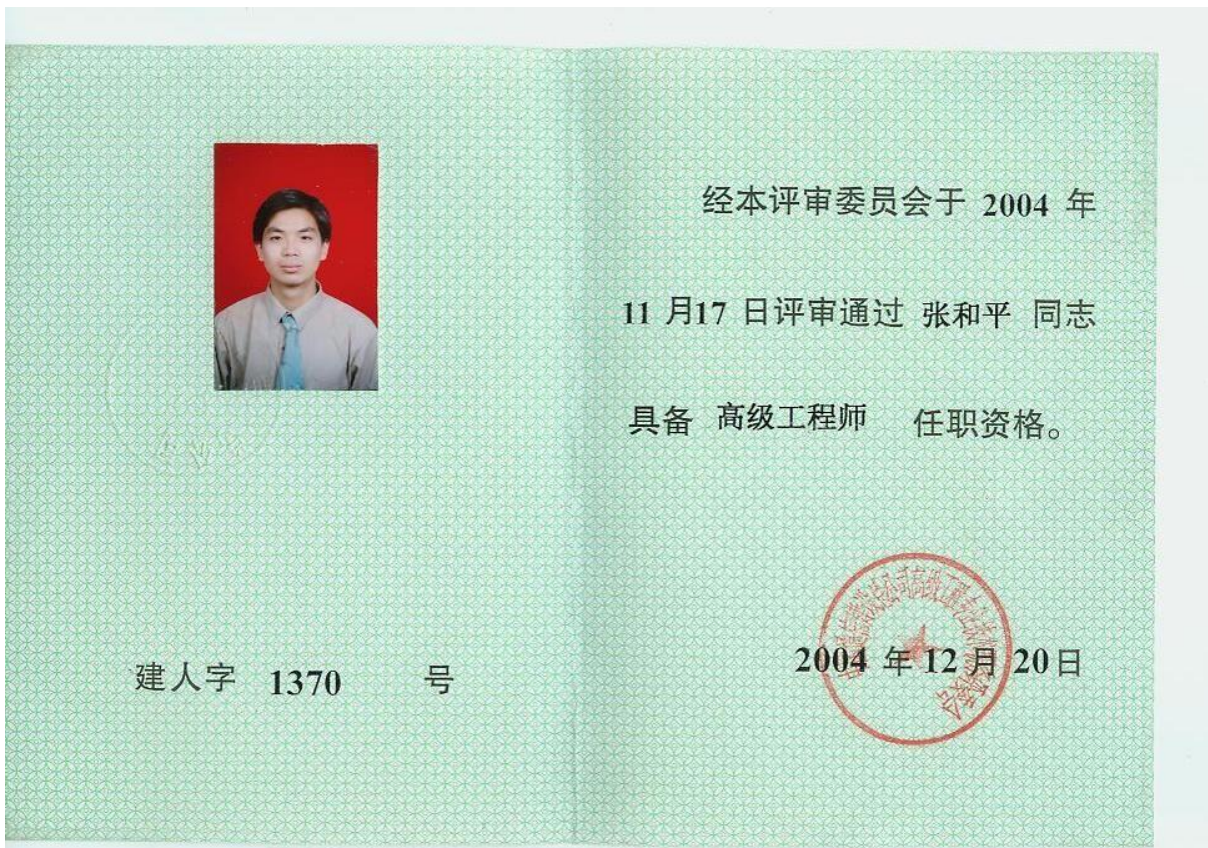 建人字 1370 号
经本评审委员会于 2004 年
11 月17 日评审通过 张和平 同志
具备 高级工程师 任职资格。
2004 年 12 月 20 日